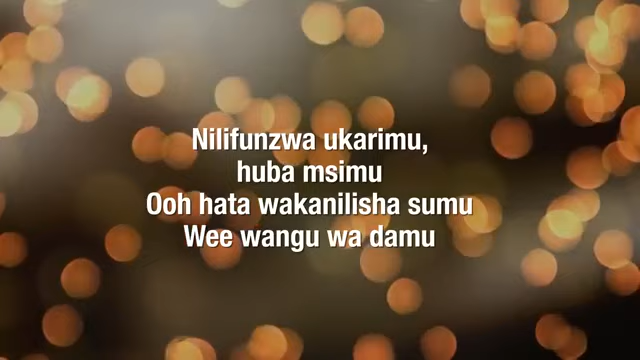 Nilifunzwa ukarimu,
huba msimu
Ooh hata wakanilisha sumu
Wee wangu wa damu